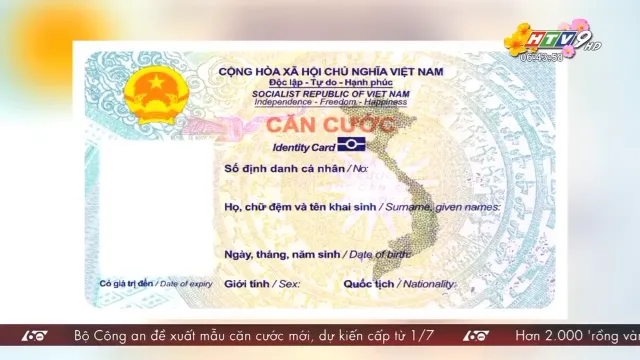 HTV9 HD
06:43:58
CỘNG HÒA XÃ HỘI CHỦ NGHĨA VIỆT NAM
Độc lập - Tự do - Hạnh phúc
SOCIALIST REPUBLIC OF VIET NAM
Independence - Freedom - Happiness
CĂN CƯỚC
Identity Card
Số định danh cá nhân / No:
Họ, chữ đệm và tên khai sinh / Surname, given names:
Ngày, tháng, năm sinh / Date of birth:
Có giá trị đến / Date of expiry
Giới tính / Sex:
Quốc tịch / Nationality:
60 Bộ Công an đề xuất mẫu căn cước mới, dự kiến cấp từ 1/7 60 Hơn 2.000 'rồng và